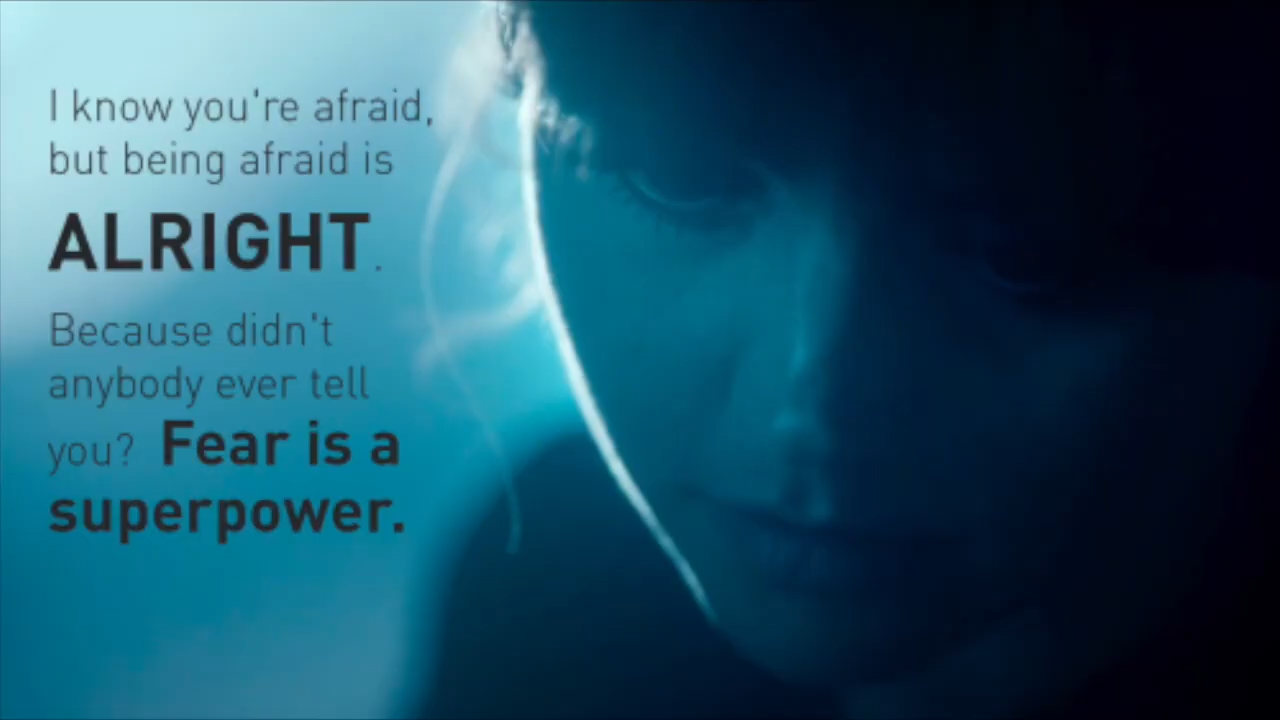 I know you're afraid,
but being afraid is
ALRIGHT.
Because didn't
anybody ever tell
you? Fear is a
superpower.